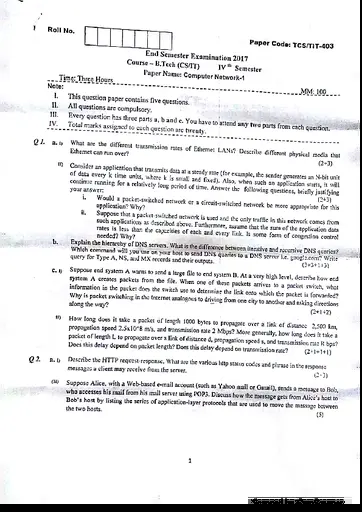 Roll No.
Paper Code: TCS/TIT-403
End Semester Examination 2017
Course – B.Tech (CS/IT) IVth Semester
Paper Name: Computer Network-1
Time: Three Hours
MM: 100
Note:
I. This question paper contains five questions.
II. All questions are compulsory.
III. Every question has three parts a, b and c. You have to attend any two parts from each question.
IV. Total marks assigned to each question are twenty.
Q 1. a. i) What are the different transmission rates of Ethernet LANs? Describe different physical media that
Ethernet can run over? (2+3)
ii) Consider an application that transmits data at a steady rate (for example, the sender generates an N-bit unit
of data every k time units, where k is small and fixed). Also, when such an application starts, it will
continue running for a relatively long period of time. Answer the following questions, briefly justifying
your answer: (2+3)
i. Would a packet-switched network or a circuit-switched network be more appropriate for this
application? Why?
ii. Suppose that a packet-switched network is used and the only traffic in this network comes from
such applications as described above. Furthermore, assume that the sum of the application data
rates is less than the capacities of each and every link. Is some form of congestion control
needed? Why?
b. Explain the hierarchy of DNS servers. What is the difference between iterative and recursive DNS queries?
Which command will you use on your host to send DNS queries to a DNS server i.e. google.com? Write
query for Type A, NS, and MX records and their outputs.
c. i) Suppose end system A wants to send a large file to end system B. At a very high level, describe how end
system A creates packets from the file. When one of these packets arrives to a packet switch, what
information in the packet does the switch use to determine the link onto which the packet is forwarded?
Why is packet switching in the Internet analogous to driving from one city to another and asking directions
along the way? (2+1+2)
ii) How long does it take a packet of length 1000 bytes to propagate over a link of distance 2,500 km,
propagation speed 2.5x10⁸ m/s, and transmission rate 2 Mbps? More generally, how long does it take a
packet of length L to propagate over a link of distance d, propagation speed s, and transmission rate R bps?
Does this delay depend on packet length? Does this delay depend on transmission rate? (2+1+1+1)
Q 2. a. i) Describe the HTTP request-response. What are the various http status codes and phrase in the response
messages a client may receive from the server.
Suppose Alice, with a Web-based e-mail account (such as Yahoo mail or Gmail), sends a message to Bob,
who accesses his mail from his mail server using POP3. Discuss how the message gets from Alice's host to
Bob's host by listing the series of application-layer protocols that are used to move the message between
the two hosts. (5)
1